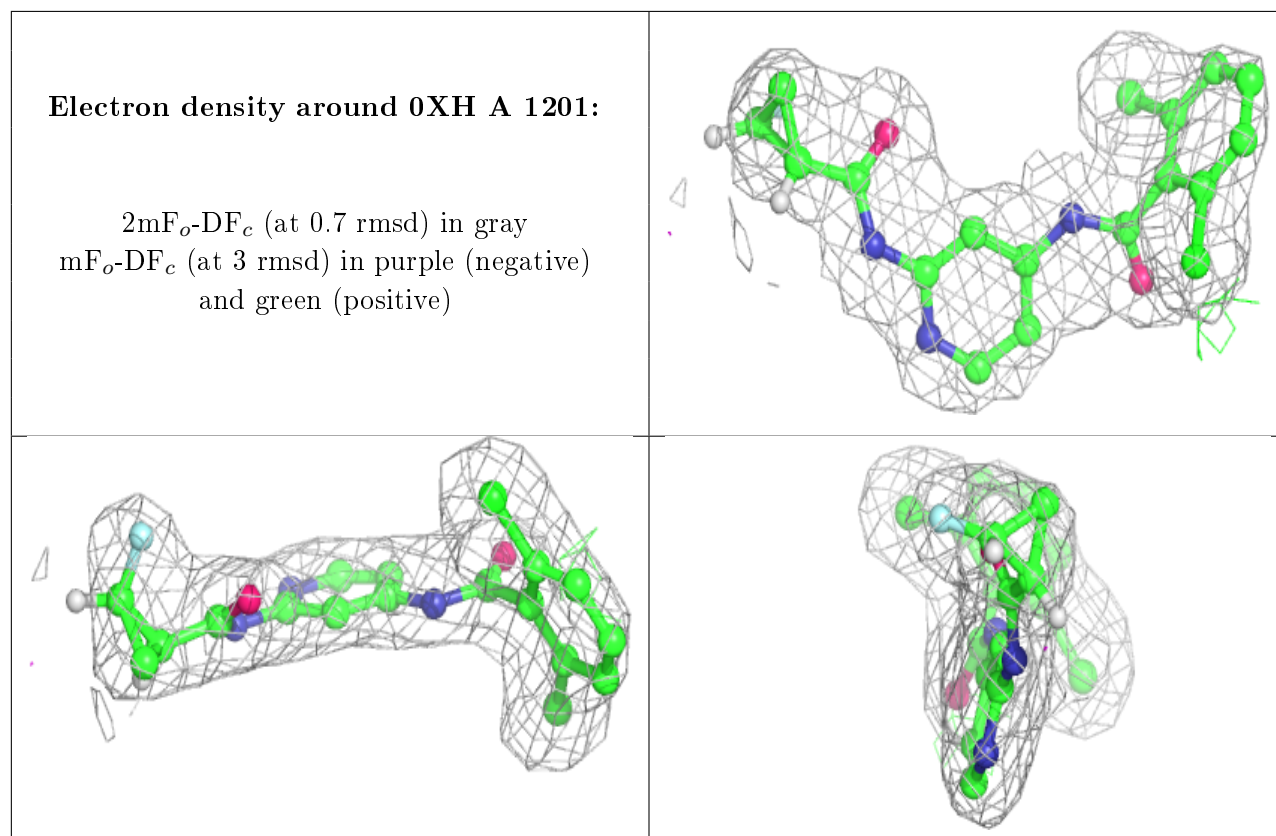 Electron density around 0XH A 1201:
2mFo-DFc (at 0.7 rmsd) in gray
mFo-DFc (at 3 rmsd) in purple (negative)
and green (positive)